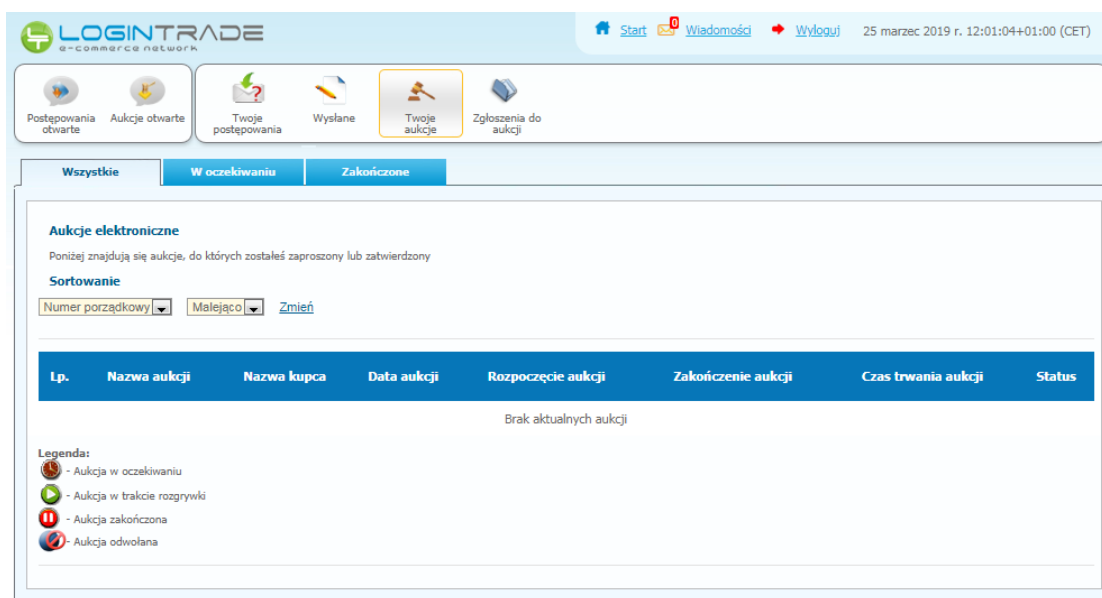 LOGINTRADE
e-commerce network
Start 0 Wiadomości Wyloguj 25 marzec 2019 r. 12:01:04+01:00 (CET)
Postępowania otwarte
Aukcje otwarte
Twoje postępowania
Wysłane
Twoje aukcje
Zgłoszenia do aukcji
Wszystkie W oczekiwaniu Zakończone
Aukcje elektroniczne
Poniżej znajdują się aukcje, do których zostałeś zaproszony lub zatwierdzony
Sortowanie
Numer porządkowy Malejąco Zmień
Lp. Nazwa aukcji Nazwa kupca Data aukcji Rozpoczęcie aukcji Zakończenie aukcji Czas trwania aukcji Status
Brak aktualnych aukcji
Legenda:
- Aukcja w oczekiwaniu
- Aukcja w trakcie rozgrywki
- Aukcja zakończona
- Aukcja odwołana